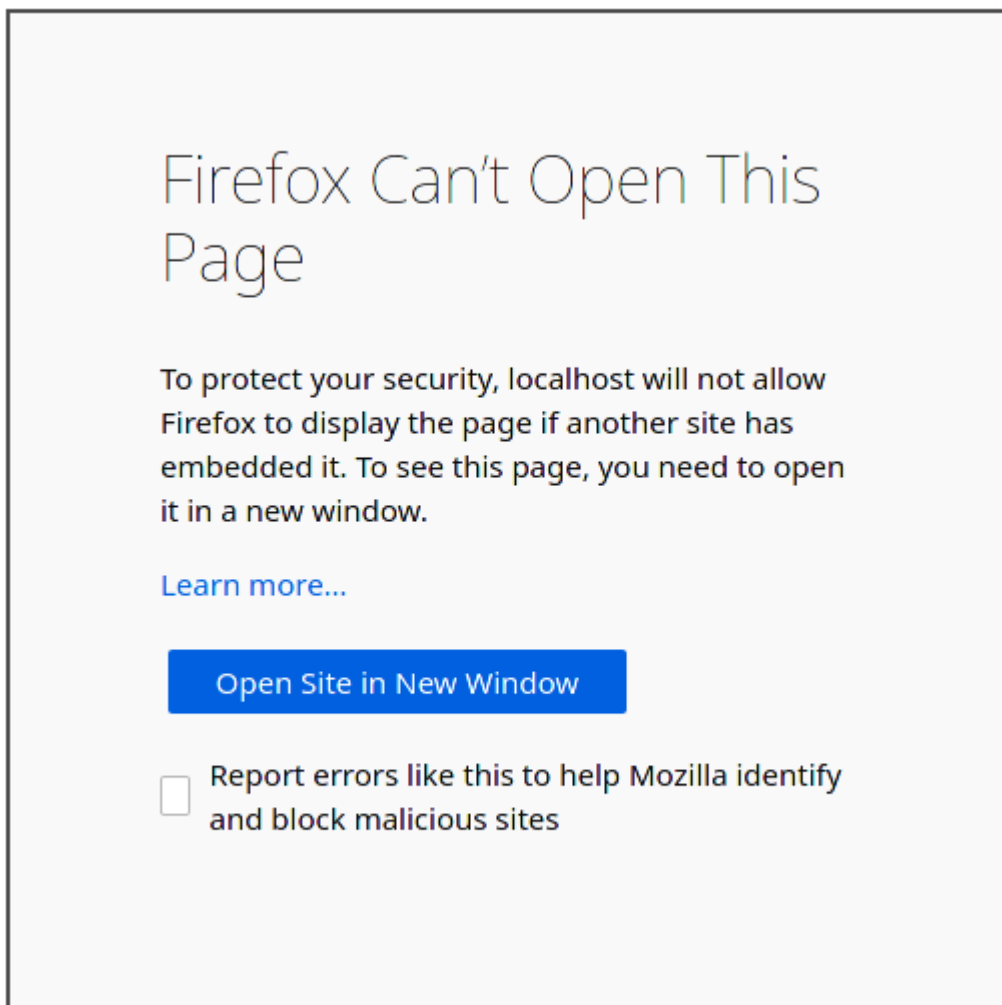 Firefox Can’t Open This
Page
To protect your security, localhost will not allow
Firefox to display the page if another site has
embedded it. To see this page, you need to open
it in a new window.
Learn more...
Open Site in New Window
Report errors like this to help Mozilla identify
and block malicious sites